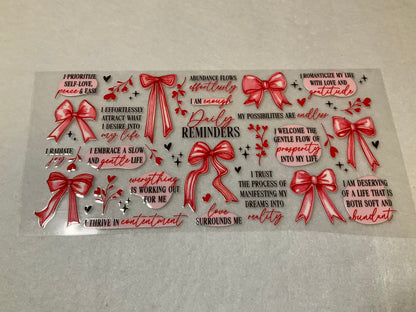 I PRIORITIZE
SELF-LOVE,
peace & EASE
I EFFORTLESSLY
ATTRACT WHAT
I DESIRE INTO
my life
I RADIATE
joy
I EMBRACE A SLOW
AND gentle LIFE
everything
IS WORKING OUT
FOR ME
I THRIVE IN contentment
ABUNDANCE FLOWS
effortlessly
I AM enough
Daily
REMINDERS
love
SURROUNDS ME
I ROMANTICIZE MY LIFE
WITH LOVE AND
gratitude
MY POSSIBILITIES ARE endless
I WELCOME THE
GENTLE FLOW OF
prosperity
INTO MY LIFE
I TRUST
THE PROCESS OF
MANIFESTING MY
DREAMS INTO
reality
I AM DESERVING
OF A LIFE THAT IS
BOTH SOFT AND
abundant